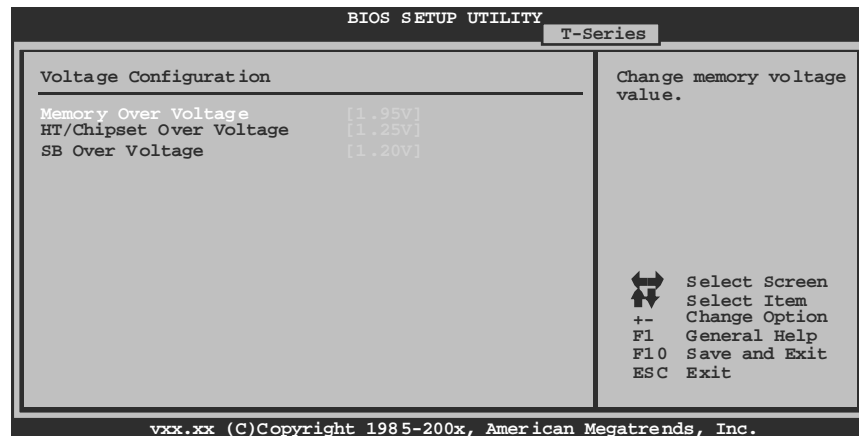 BIOS SETUP UTILITY
T-Series
Voltage Configuration
Memory Over Voltage [1.95V]
HT/Chipset Over Voltage [1.25V]
SB Over Voltage [1.20V]
Change memory voltage
value.
Select Screen
Select Item
+- Change Option
F1 General Help
F10 Save and Exit
ESC Exit
vxx.xx (C)Copyright 1985-200x, American Megatrends, Inc.